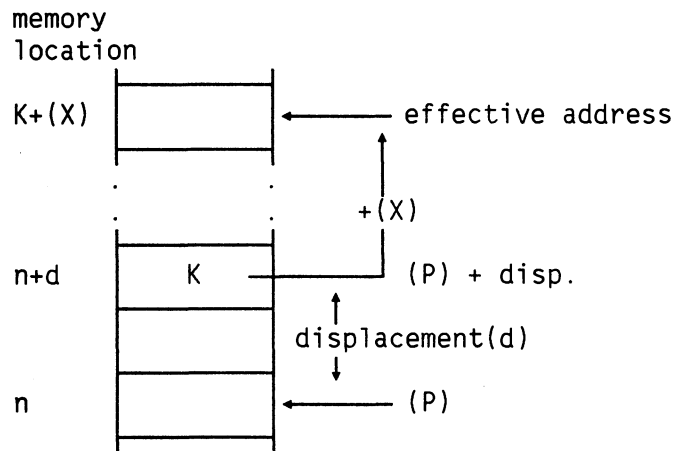 memory
location
K+(X) effective address
+(X)
n+d K (P) + disp.
displacement(d)
n (P)